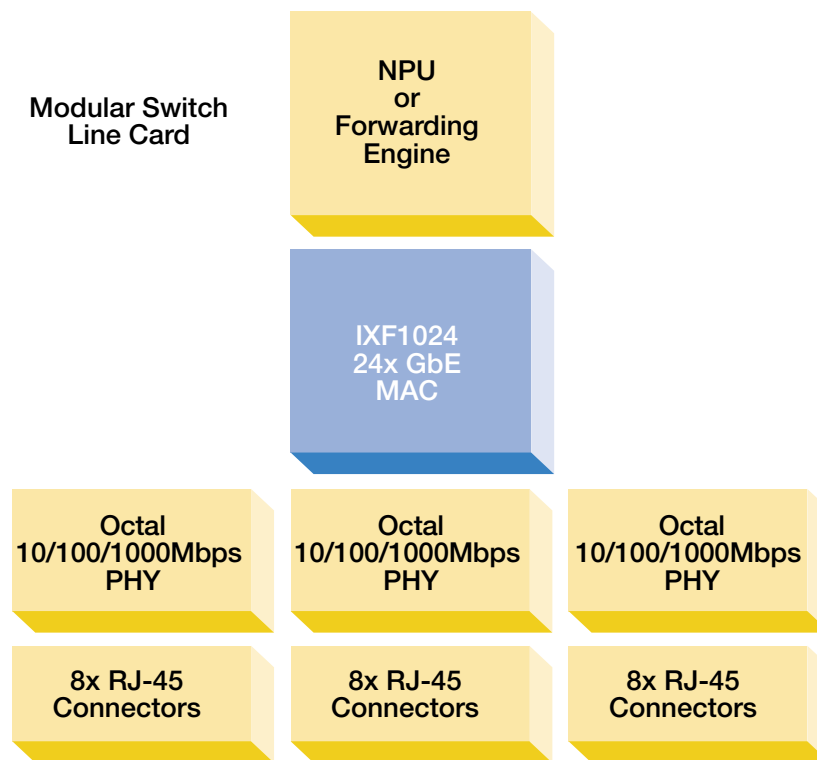 Modular Switch
Line Card
NPU
or
Forwarding
Engine
IXF1024
24x GbE
MAC
Octal
10/100/1000Mbps
PHY
Octal
10/100/1000Mbps
PHY
Octal
10/100/1000Mbps
PHY
8x RJ-45
Connectors
8x RJ-45
Connectors
8x RJ-45
Connectors